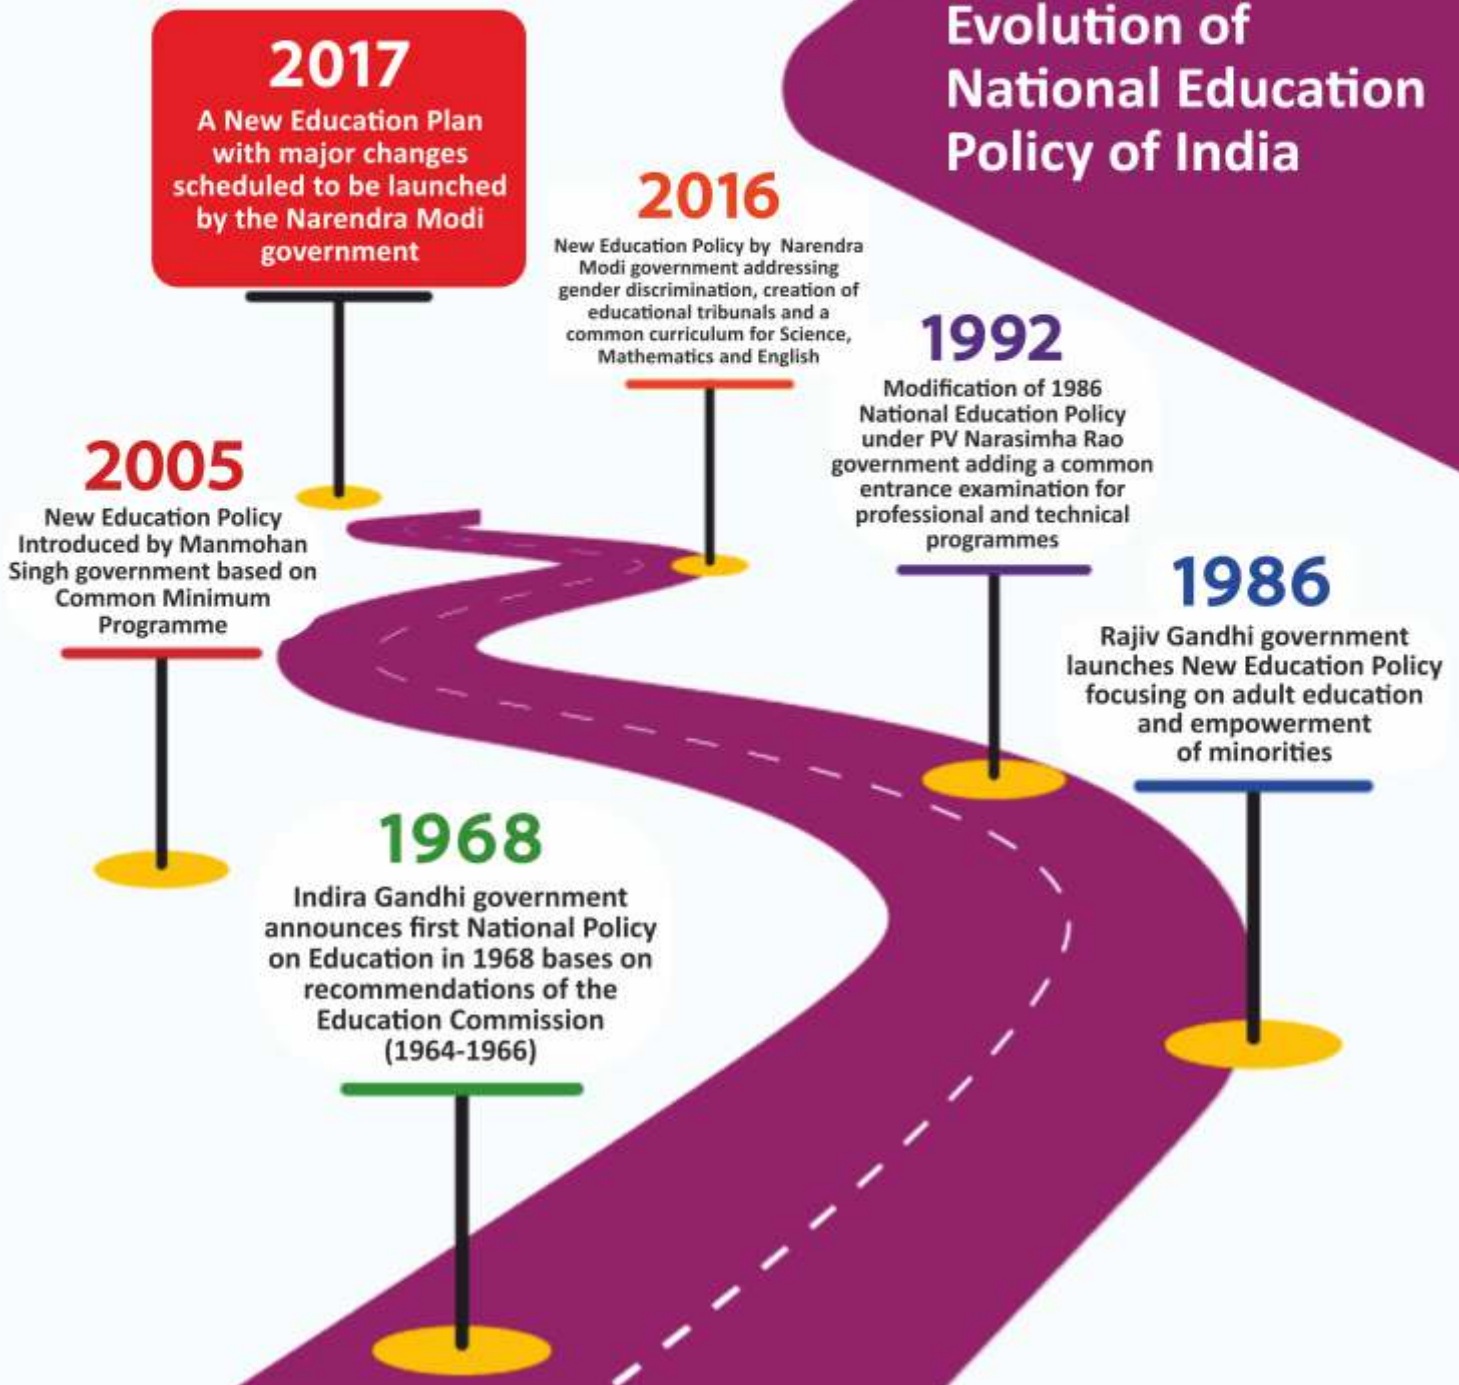 Evolution of
National Education
Policy of India
2017
A New Education Plan
with major changes
scheduled to be launched
by the Narendra Modi
government
2016
New Education Policy by Narendra
Modi government addressing
gender discrimination, creation of
educational tribunals and a
common curriculum for Science,
Mathematics and English
1992
Modification of 1986
National Education Policy
under PV Narasimha Rao
government adding a common
entrance examination for
professional and technical
programmes
2005
New Education Policy
Introduced by Manmohan
Singh government based on
Common Minimum
Programme
1986
Rajiv Gandhi government
launches New Education Policy
focusing on adult education
and empowerment
of minorities
1968
Indira Gandhi government
announces first National Policy
on Education in 1968 bases on
recommendations of the
Education Commission
(1964-1966)